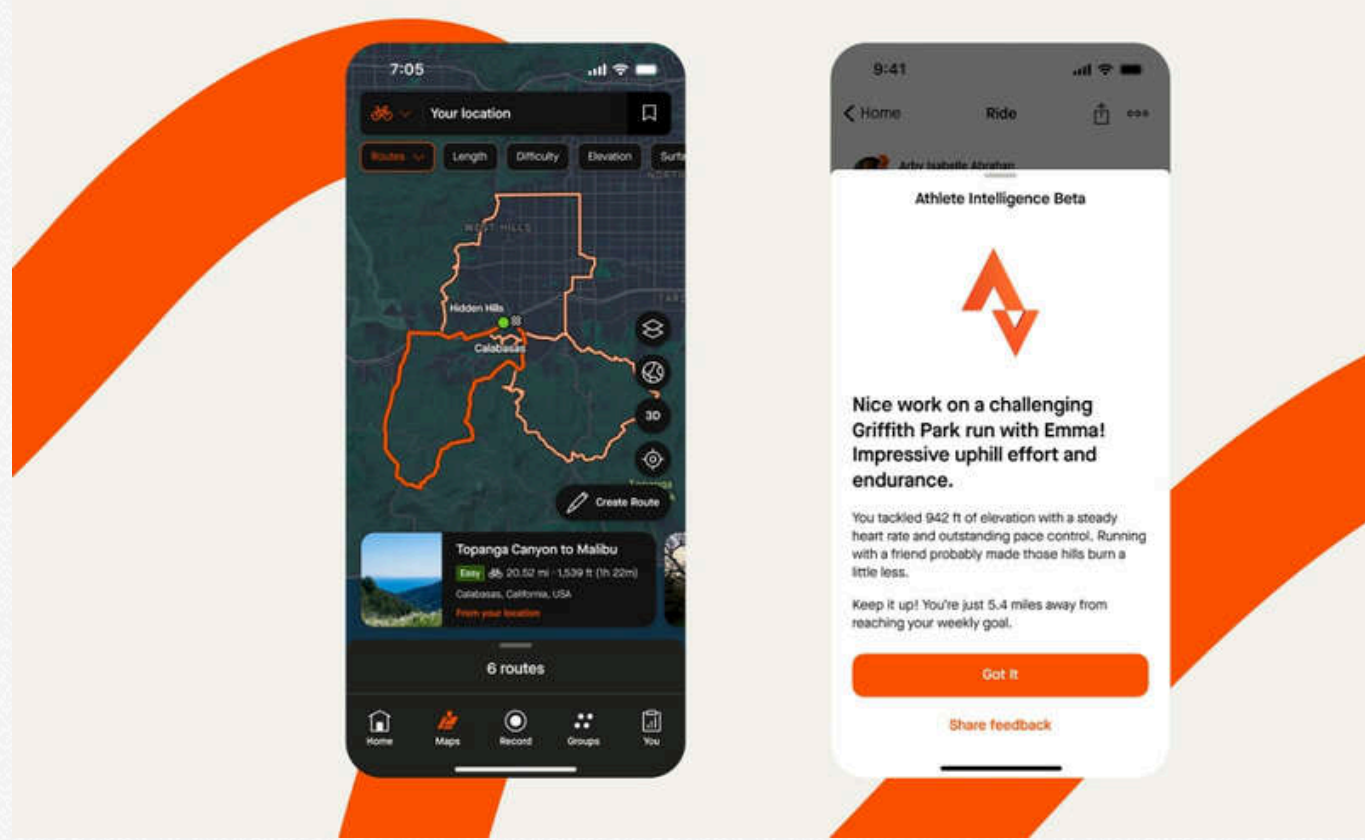 7:05
Your location
Routes
Length
Difficulty
Elevation
WEST HILLS
Hidden Hills
Calabasas
3D
Create Route
Topanga Canyon to Malibu
Easy 20.52 mi · 1,539 ft (1h 22m)
Calabasas, California, USA
From your location
6 routes
Home
Maps
Record
Groups
You
9:41
Home
Ride
Arby Isabelle Abrahan
Athlete Intelligence Beta
Nice work on a challenging
Griffith Park run with Emma!
Impressive uphill effort and
endurance.
You tackled 942 ft of elevation with a steady
heart rate and outstanding pace control. Running
with a friend probably made those hills burn a
little less.
Keep it up! You're just 5.4 miles away from
reaching your weekly goal.
Got It
Share feedback